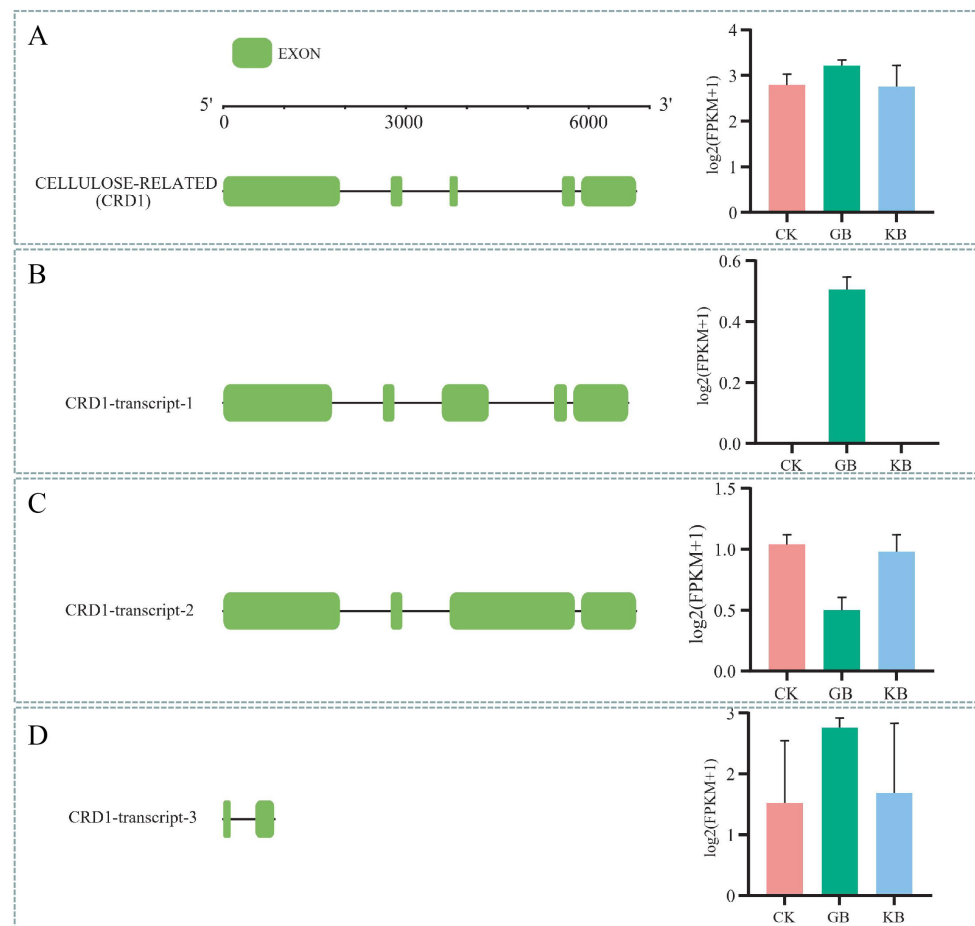 A
EXON
5'
3'
0
3000
6000
CELLULOSE-RELATED
(CRD1)
log2(FPKM+1)
4
3
2
1
0
CK GB KB
B
CRD1-transcript-1
log2(FPKM+1)
0.6
0.4
0.2
0.0
CK GB KB
C
CRD1-transcript-2
log2(FPKM+1)
1.5
1.0
0.5
0.0
CK GB KB
D
CRD1-transcript-3
log2(FPKM+1)
3
2
1
0
CK GB KB